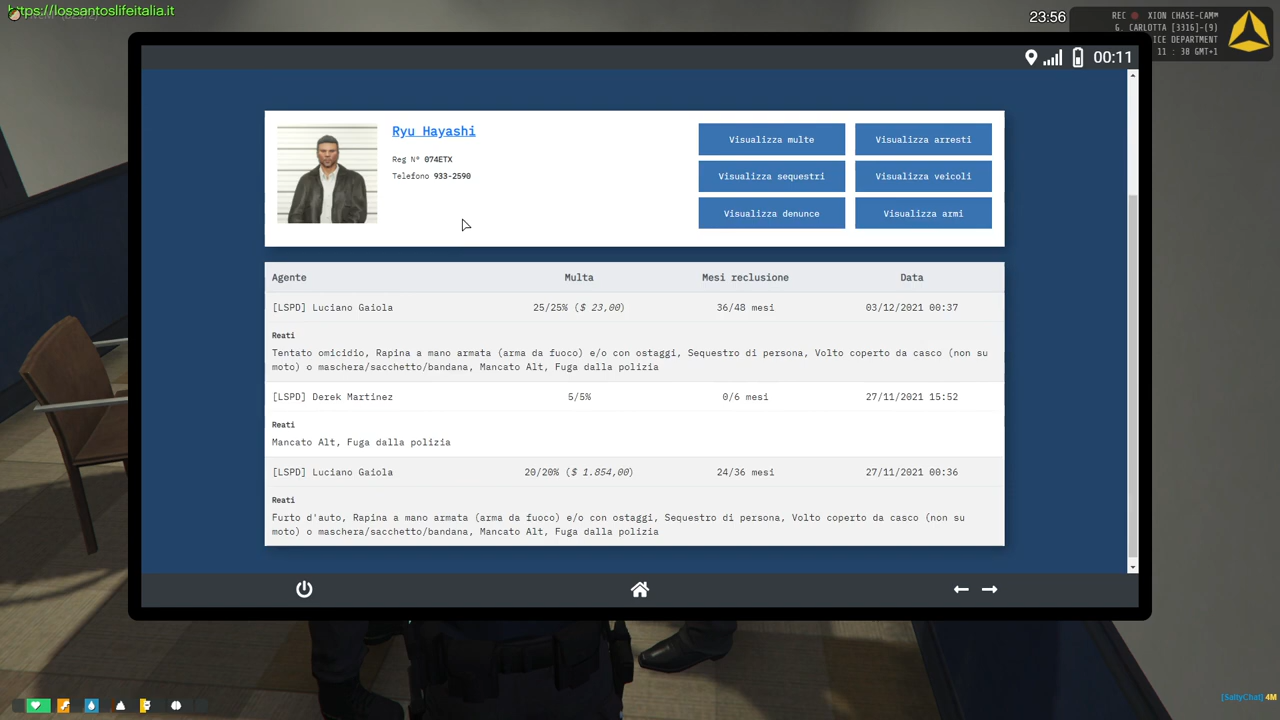 https://lossantoslifeitalia.it
23:56
REC XION CHASE-CAM™
G. CARLOTTA [3316]-(9)
ICE DEPARTMENT
11 : 38 GMT+1
00:11
Ryu Hayashi
Reg N° 074ETX
Telefono 933-2590
Visualizza multe
Visualizza arresti
Visualizza sequestri
Visualizza veicoli
Visualizza denunce
Visualizza armi
Agente Multa Mesi reclusione Data
[LSPD] Luciano Gaiola 25/25% ($ 23,00) 36/48 mesi 03/12/2021 00:37
Reati
Tentato omicidio, Rapina a mano armata (arma da fuoco) e/o con ostaggi, Sequestro di persona, Volto coperto da casco (non su
moto) o maschera/sacchetto/bandana, Mancato Alt, Fuga dalla polizia
[LSPD] Derek Martinez 5/5% 0/6 mesi 27/11/2021 15:52
Reati
Mancato Alt, Fuga dalla polizia
[LSPD] Luciano Gaiola 20/20% ($ 1.854,00) 24/36 mesi 27/11/2021 00:36
Reati
Furto d'auto, Rapina a mano armata (arma da fuoco) e/o con ostaggi, Sequestro di persona, Volto coperto da casco (non su
moto) o maschera/sacchetto/bandana, Mancato Alt, Fuga dalla polizia
[SaltyChat] 4M